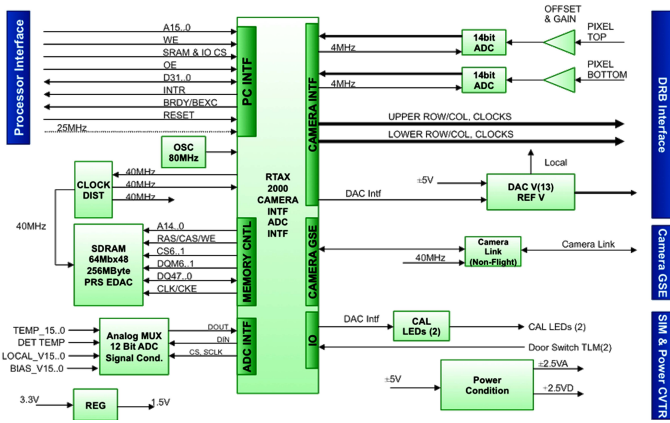 Processor Interface
A15..0
WE
SRAM & IO CS
OE
D31..0
INTR
BRDY/BEXC
RESET
25MHz
PC INTF
OSC
80MHz
40MHz
40MHz
40MHz
CLOCK
DIST
40MHz
SDRAM
64Mbx48
256MByte
PRS EDAC
A14..0
RAS/CAS/WE
CS6..1
DQM6..1
DQ47..0
CLK/CKE
MEMORY CNTL
TEMP_15..0
DET TEMP
LOCAL_V15..0
BIAS_V15..0
Analog MUX
12 Bit ADC
Signal Cond.
DOUT
DIN
CS, SCLK
ADC INTF
3.3V
REG
1.5V
RTAX
2000
CAMERA
INTF
ADC
INTF
CAMERA INTF
CAMERA GSE
IO
OFFSET
& GAIN
4MHz
14bit
ADC
PIXEL
TOP
4MHz
14bit
ADC
PIXEL
BOTTOM
UPPER ROW/COL, CLOCKS
LOWER ROW/COL, CLOCKS
Local
±5V
DAC Intf
DAC V(13)
REF V
40MHz
Camera
Link
(Non-Flight)
Camera Link
DAC Intf
CAL
LEDs (2)
CAL LEDs (2)
Door Switch TLM(2)
±5V
Power
Condition
±2.5VA
±2.5VD
DRB Interface
Camera GSE
SIM & Power CVTR